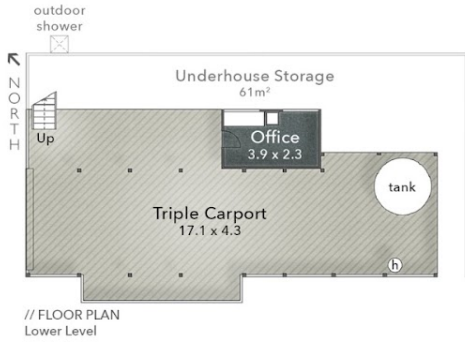 outdoor
shower
NORTH
Underhouse Storage
61m²
Up
Office
3.9 x 2.3
tank
Triple Carport
17.1 x 4.3
h
// FLOOR PLAN
Lower Level